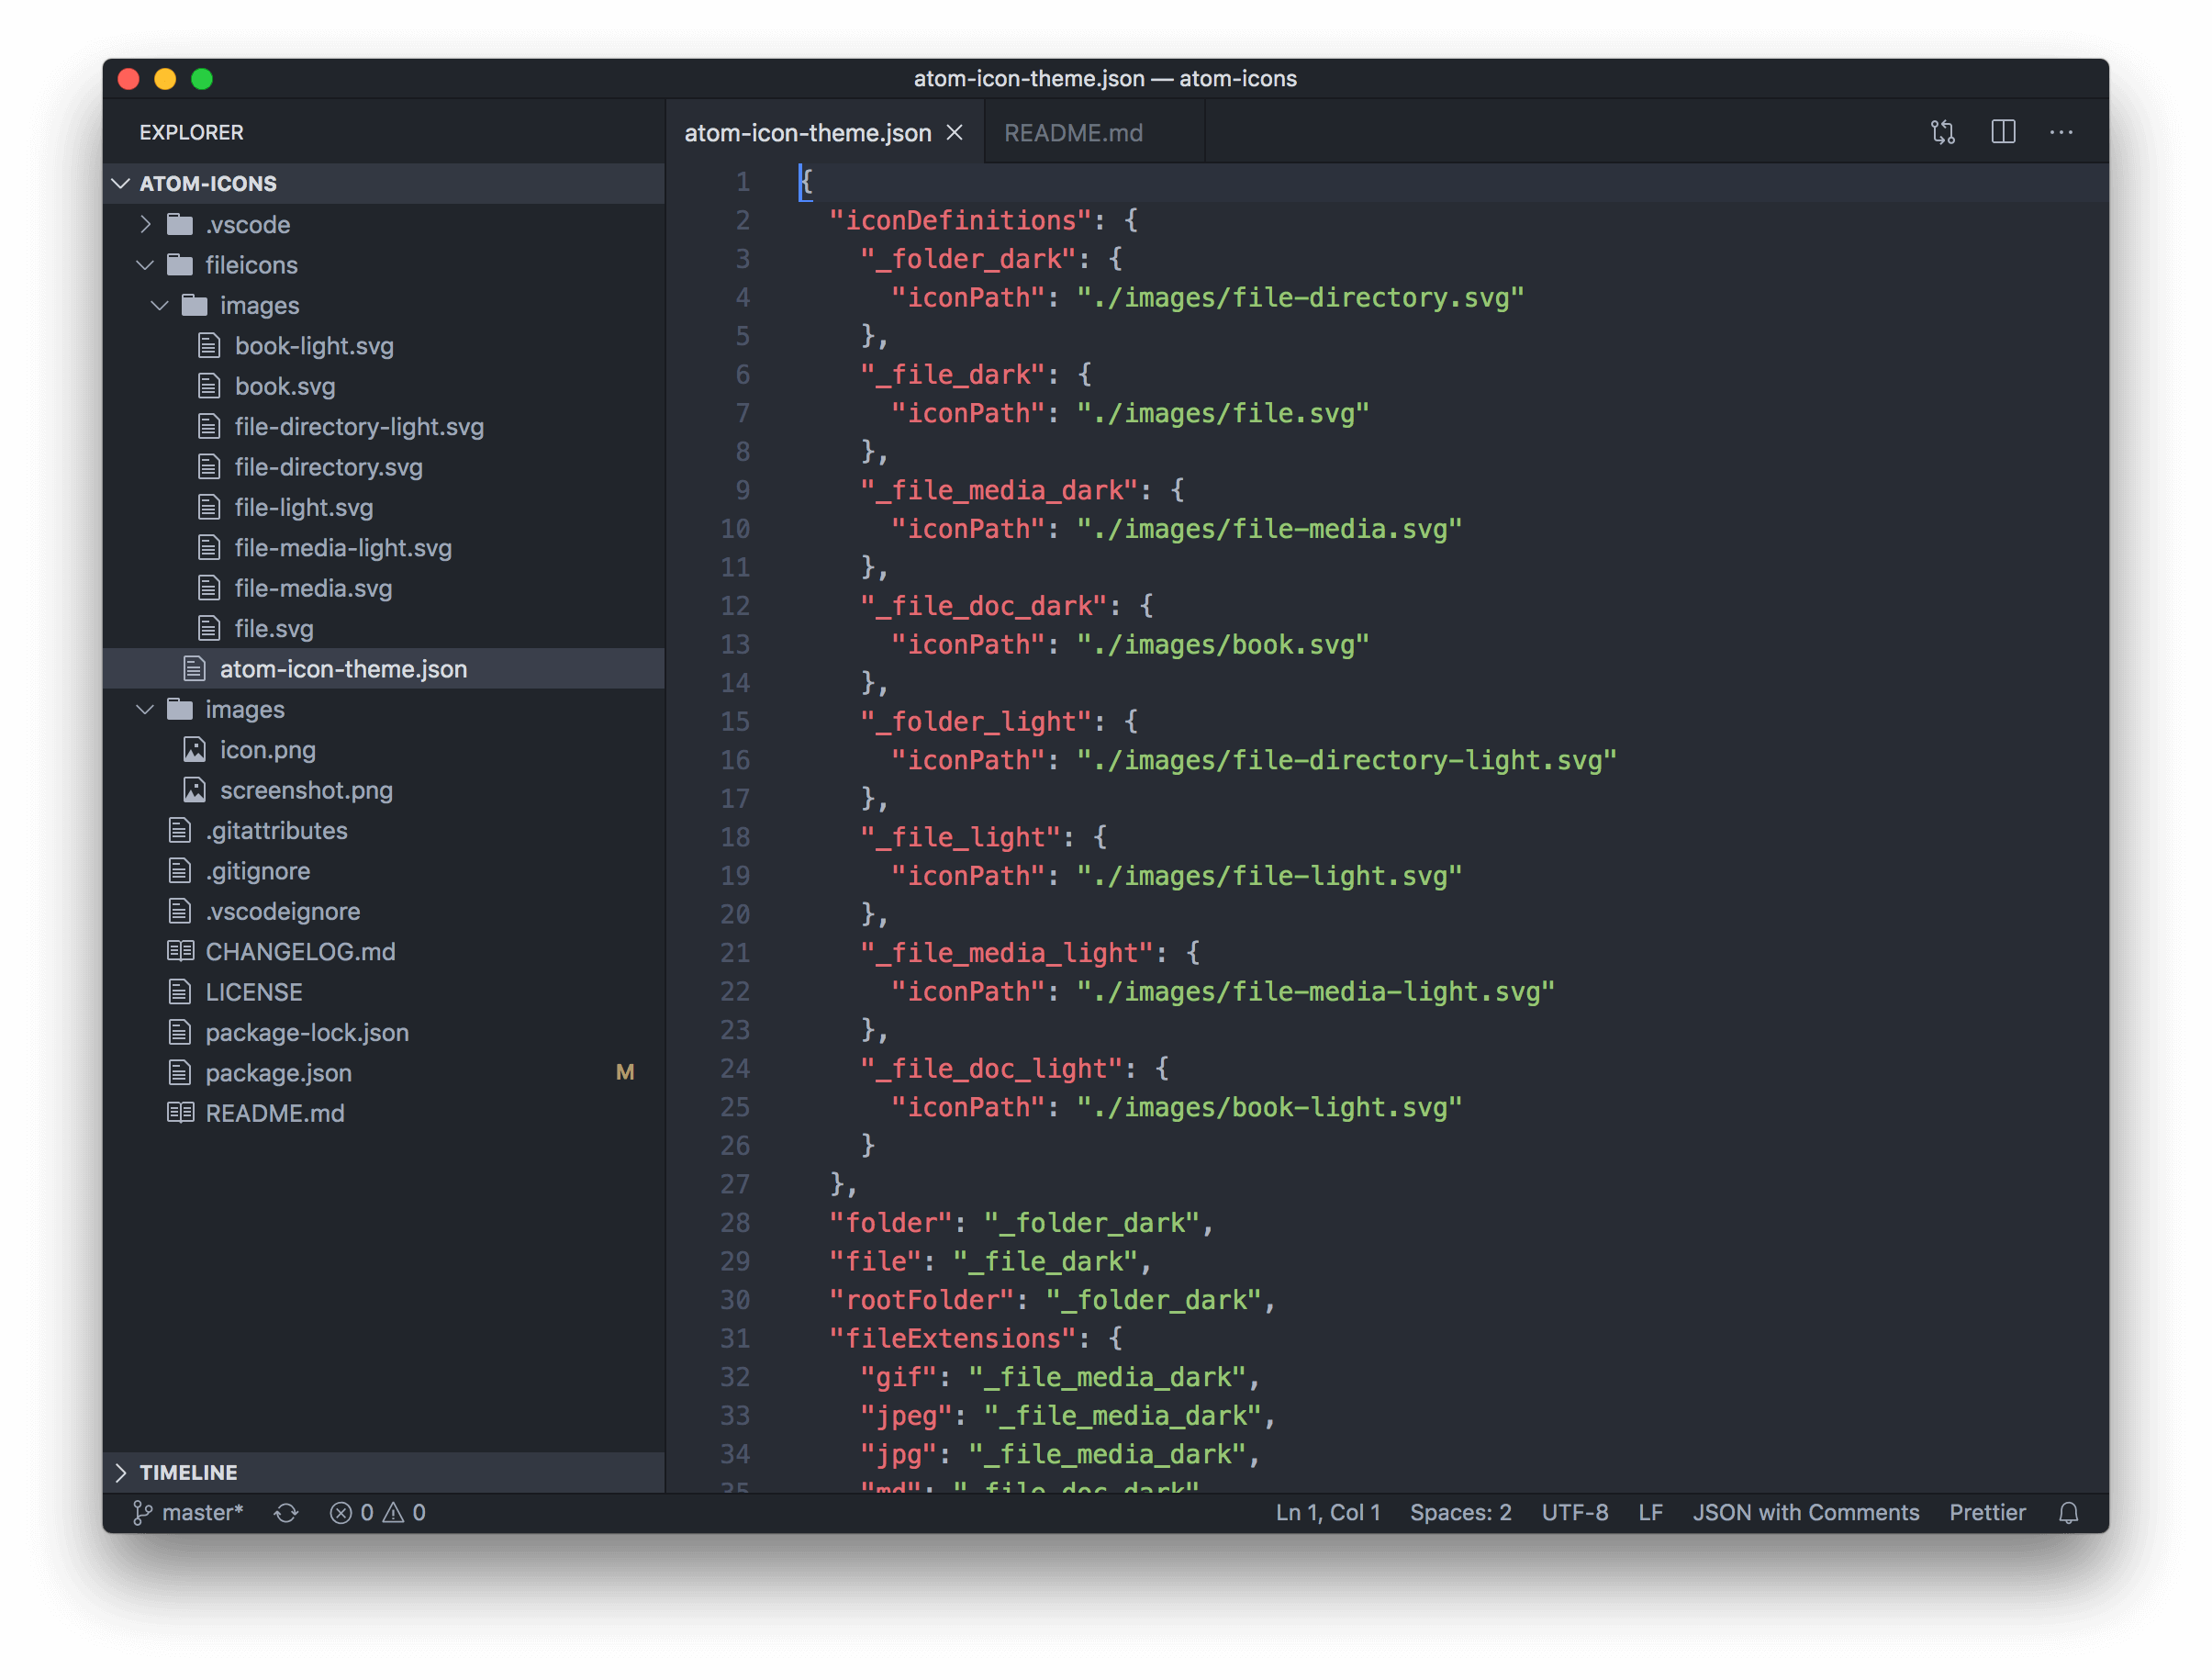 atom-icon-theme.json — atom-icons
EXPLORER
ATOM-ICONS
.vscode
fileicons
images
book-light.svg
book.svg
file-directory-light.svg
file-directory.svg
file-light.svg
file-media-light.svg
file-media.svg
file.svg
atom-icon-theme.json
images
icon.png
screenshot.png
.gitattributes
.gitignore
.vscodeignore
CHANGELOG.md
LICENSE
package-lock.json
package.json M
README.md
TIMELINE
atom-icon-theme.json README.md
1 {
2 "iconDefinitions": {
3 "_folder_dark": {
4 "iconPath": "./images/file-directory.svg"
5 },
6 "_file_dark": {
7 "iconPath": "./images/file.svg"
8 },
9 "_file_media_dark": {
10 "iconPath": "./images/file-media.svg"
11 },
12 "_file_doc_dark": {
13 "iconPath": "./images/book.svg"
14 },
15 "_folder_light": {
16 "iconPath": "./images/file-directory-light.svg"
17 },
18 "_file_light": {
19 "iconPath": "./images/file-light.svg"
20 },
21 "_file_media_light": {
22 "iconPath": "./images/file-media-light.svg"
23 },
24 "_file_doc_light": {
25 "iconPath": "./images/book-light.svg"
26 }
27 },
28 "folder": "_folder_dark",
29 "file": "_file_dark",
30 "rootFolder": "_folder_dark",
31 "fileExtensions": {
32 "gif": "_file_media_dark",
33 "jpeg": "_file_media_dark",
34 "jpg": "_file_media_dark",
35 "md": "_file_doc_dark"
master* 0 0 Ln 1, Col 1 Spaces: 2 UTF-8 LF JSON with Comments Prettier